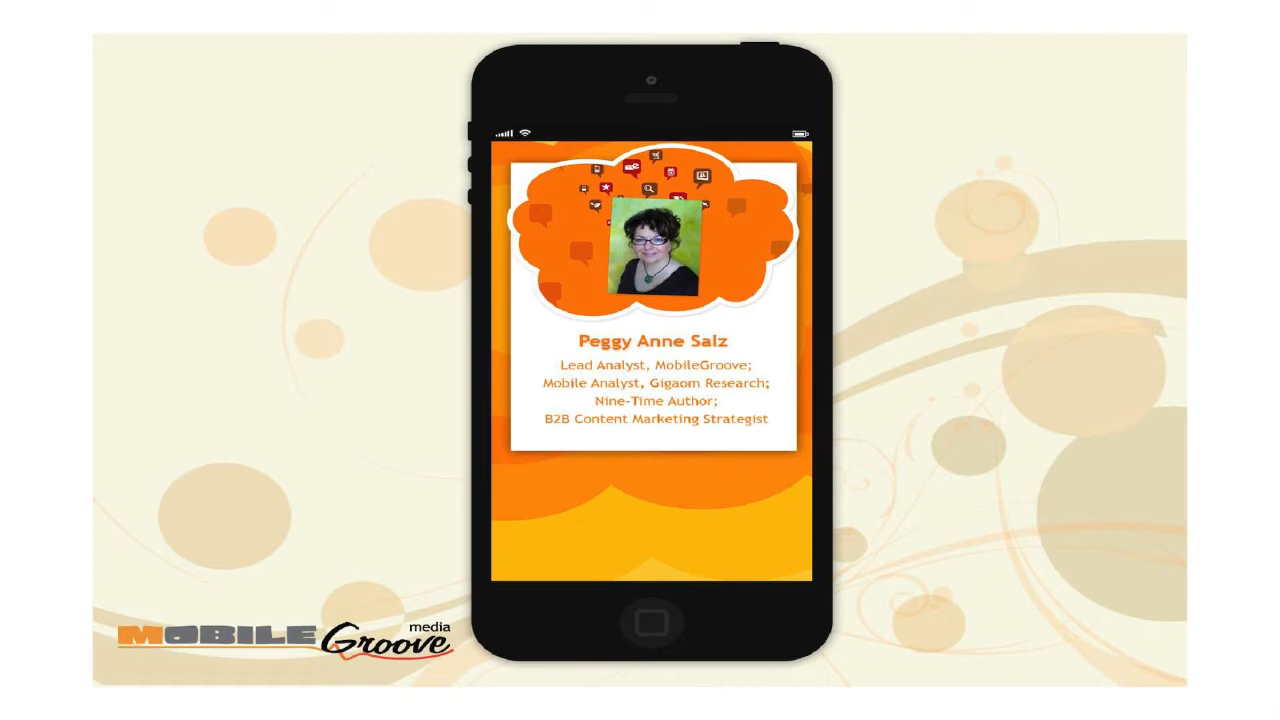 Peggy Anne Salz
Lead Analyst, MobileGroove;
Mobile Analyst, Gigaom Research;
Nine-Time Author;
B2B Content Marketing Strategist
MOBILE Groove media